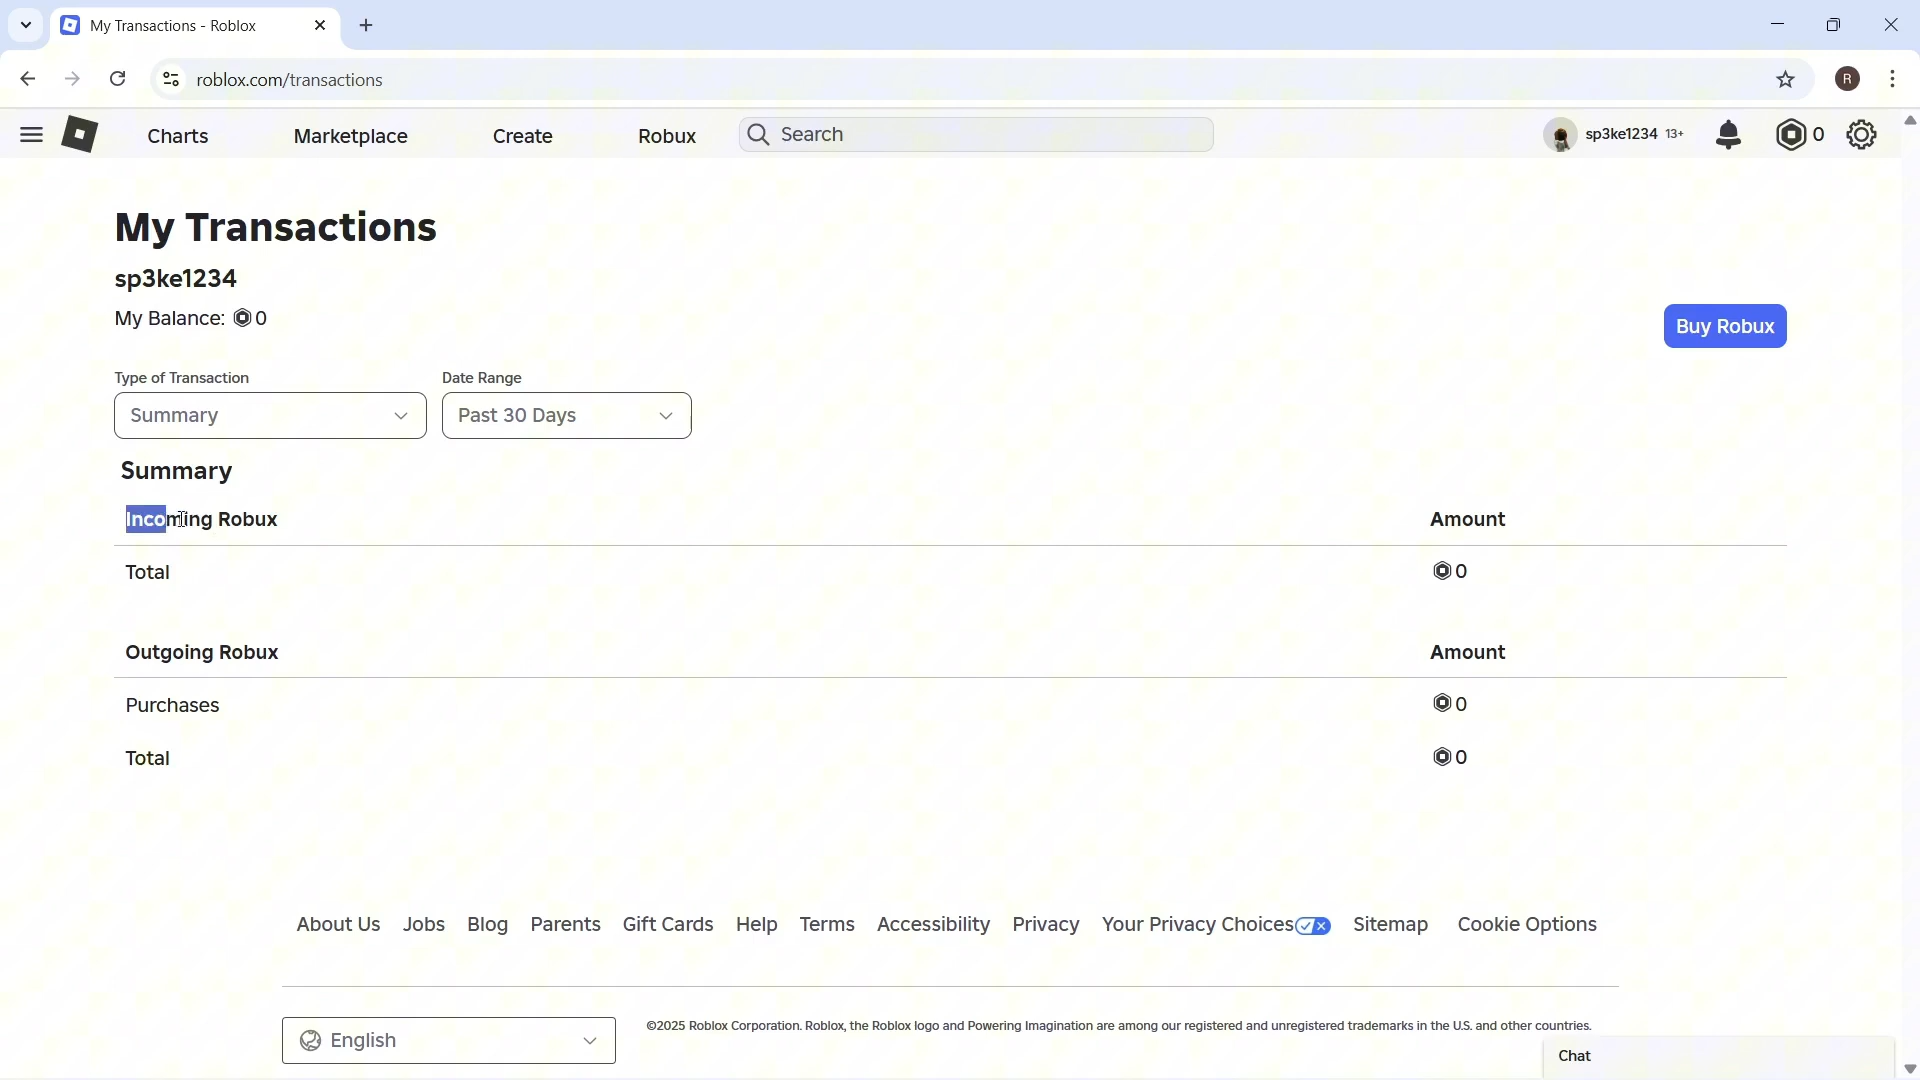 My Transactions - Roblox
roblox.com/transactions
R
Charts Marketplace Create Robux Search sp3ke1234 13+ 0
My Transactions
sp3ke1234
My Balance: 0
Buy Robux
Type of Transaction Date Range
Summary Past 30 Days
Summary
Incoming Robux Amount
Total 0
Outgoing Robux Amount
Purchases 0
Total 0
About Us Jobs Blog Parents Gift Cards Help Terms Accessibility Privacy Your Privacy Choices Sitemap Cookie Options
English
©2025 Roblox Corporation. Roblox, the Roblox logo and Powering Imagination are among our registered and unregistered trademarks in the U.S. and other countries.
Chat